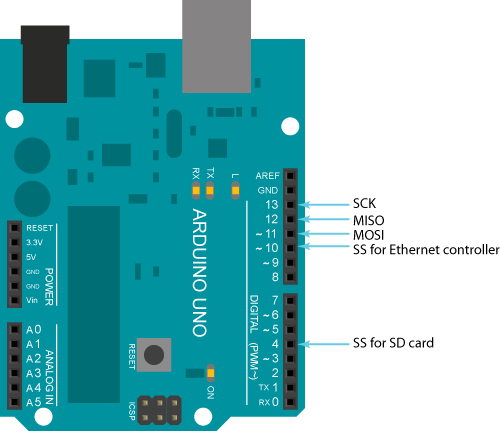 RX
TX
L
AREF
GND
13
SCK
12
MISO
~ 11
MOSI
~ 10
SS for Ethernet controller
~ 9
8
ARDUINO UNO
RESET
3.3V
5V
GND
GND
Vin
POWER
DIGITAL (PWM~)
7
~ 6
~ 5
4
SS for SD card
~ 3
2
TX 1
RX 0
A0
A1
A2
A3
A4
A5
ANALOG IN
RESET
ICSP
ON